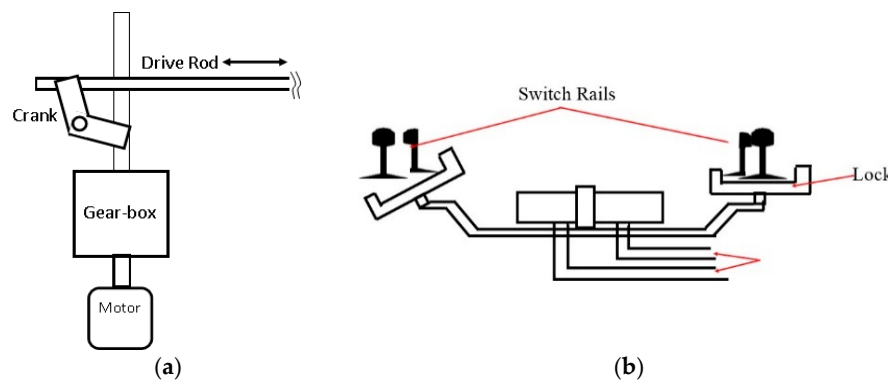 Drive Rod
Crank
Gear-box
Motor
(a)
Switch Rails
Lock
(b)